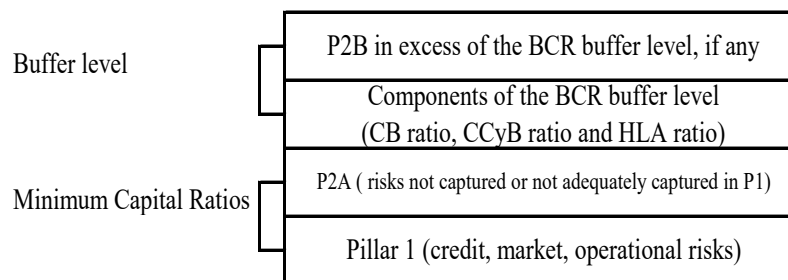 Buffer level
P2B in excess of the BCR buffer level, if any
Components of the BCR buffer level
(CB ratio, CCyB ratio and HLA ratio)
Minimum Capital Ratios
P2A ( risks not captured or not adequately captured in P1)
Pillar 1 (credit, market, operational risks)